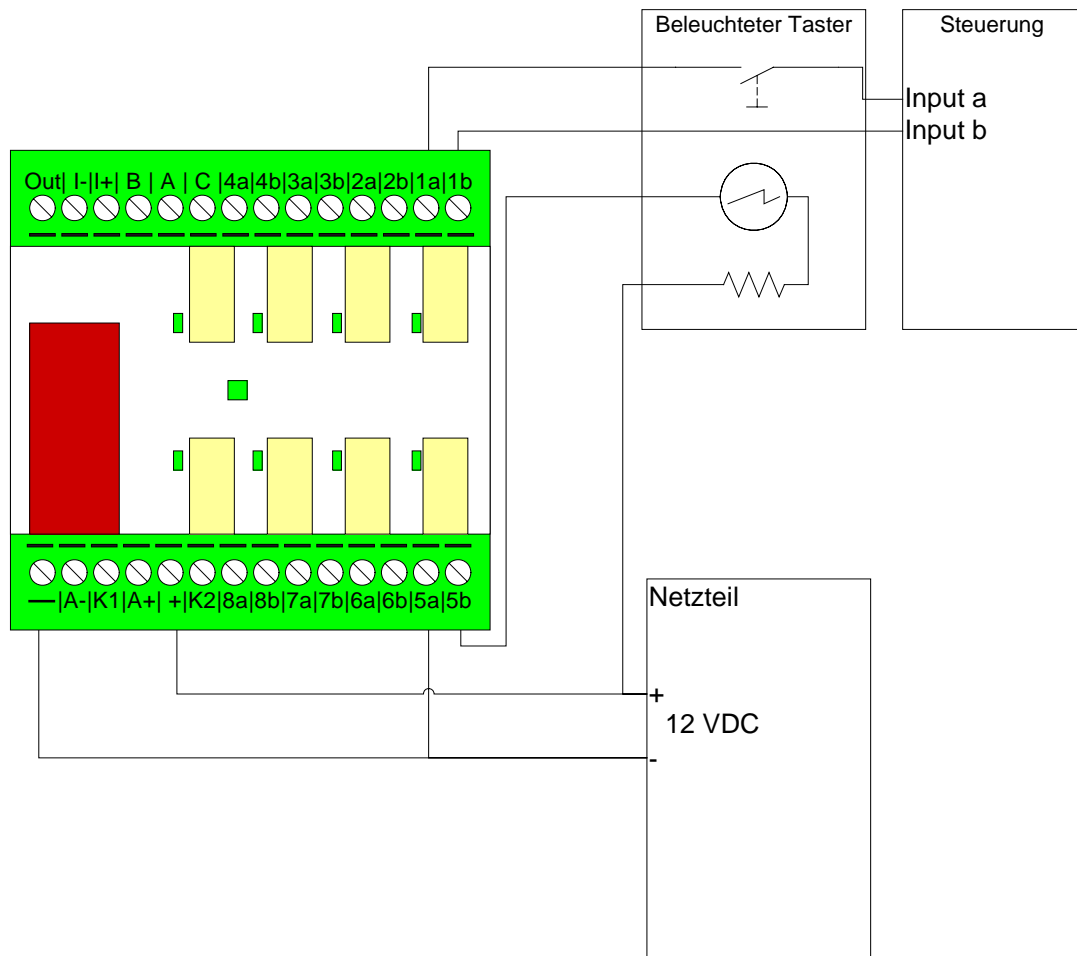 Beleuchteter Taster
Steuerung
Input a
Input b
Out| I-|I+| B | A | C |4a|4b|3a|3b|2a|2b|1a|1b
—|A-|K1|A+| +|K2|8a|8b|7a|7b|6a|6b|5a|5b
Netzteil
+
12 VDC
-